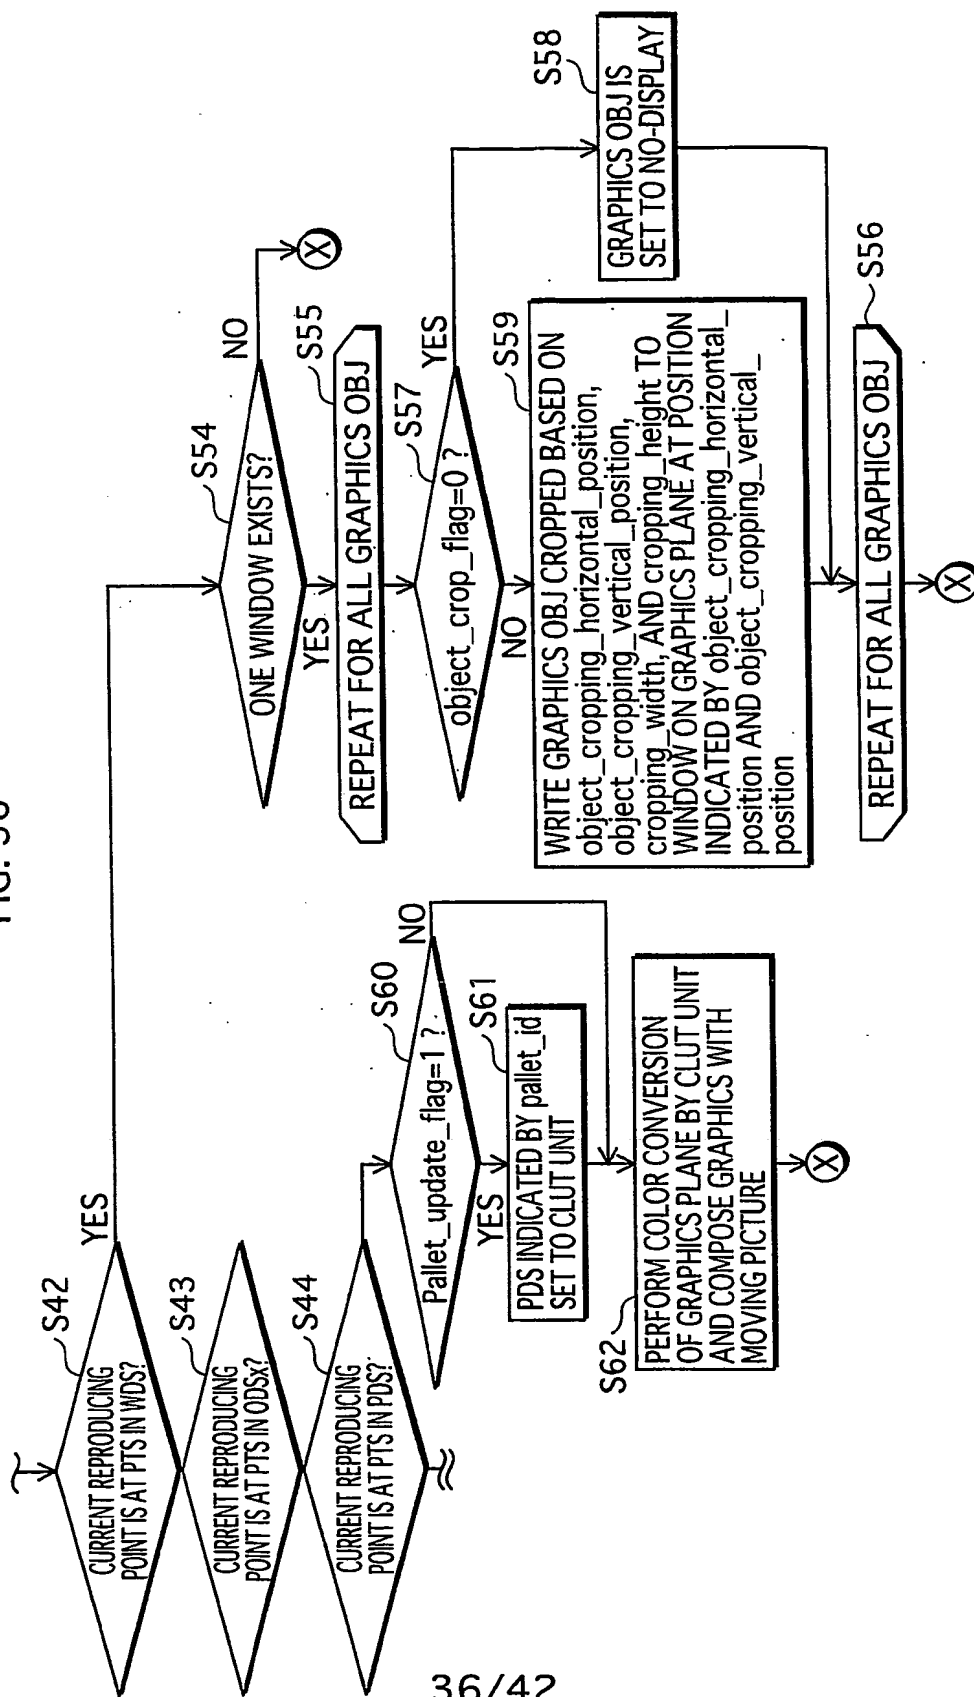 FIG. 36
S42
CURRENT REPRODUCING
POINT IS AT PTS IN WDS?
YES
S43
CURRENT REPRODUCING
POINT IS AT PTS IN ODSx?
S44
CURRENT REPRODUCING
POINT IS AT PTS IN PDS?
S54
ONE WINDOW EXISTS?
NO
X
YES
S55
REPEAT FOR ALL GRAPHICS OBJ
S57
object_crop_flag=0 ?
YES
NO
S58
GRAPHICS OBJ IS
SET TO NO-DISPLAY
S59
WRITE GRAPHICS OBJ CROPPED BASED ON
object_cropping_horizontal_position,
object_cropping_vertical_position,
cropping_width, AND cropping_height TO
WINDOW ON GRAPHICS PLANE AT POSITION
INDICATED BY object_cropping_horizontal_
position AND object_cropping_vertical_
position
S56
REPEAT FOR ALL GRAPHICS OBJ
X
S60
Pallet_update_flag=1 ?
NO
YES
S61
PDS INDICATED BY pallet_id
SET TO CLUT UNIT
S62
PERFORM COLOR CONVERSION
OF GRAPHICS PLANE BY CLUT UNIT
AND COMPOSE GRAPHICS WITH
MOVING PICTURE
X
36/42